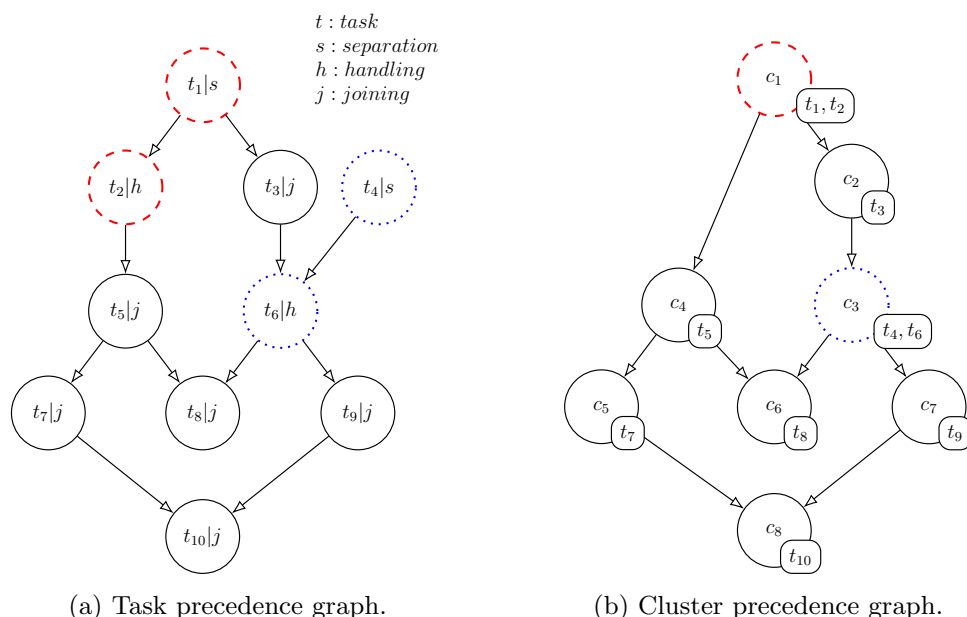 t : task
s : separation
h : handling
j : joining
t1|s
t2|h
t3|j
t4|s
t5|j
t6|h
t7|j
t8|j
t9|j
t10|j
(a) Task precedence graph.
c1
t1, t2
c2
t3
c4
t5
c3
t4, t6
c5
t7
c6
t8
c7
t9
c8
t10
(b) Cluster precedence graph.